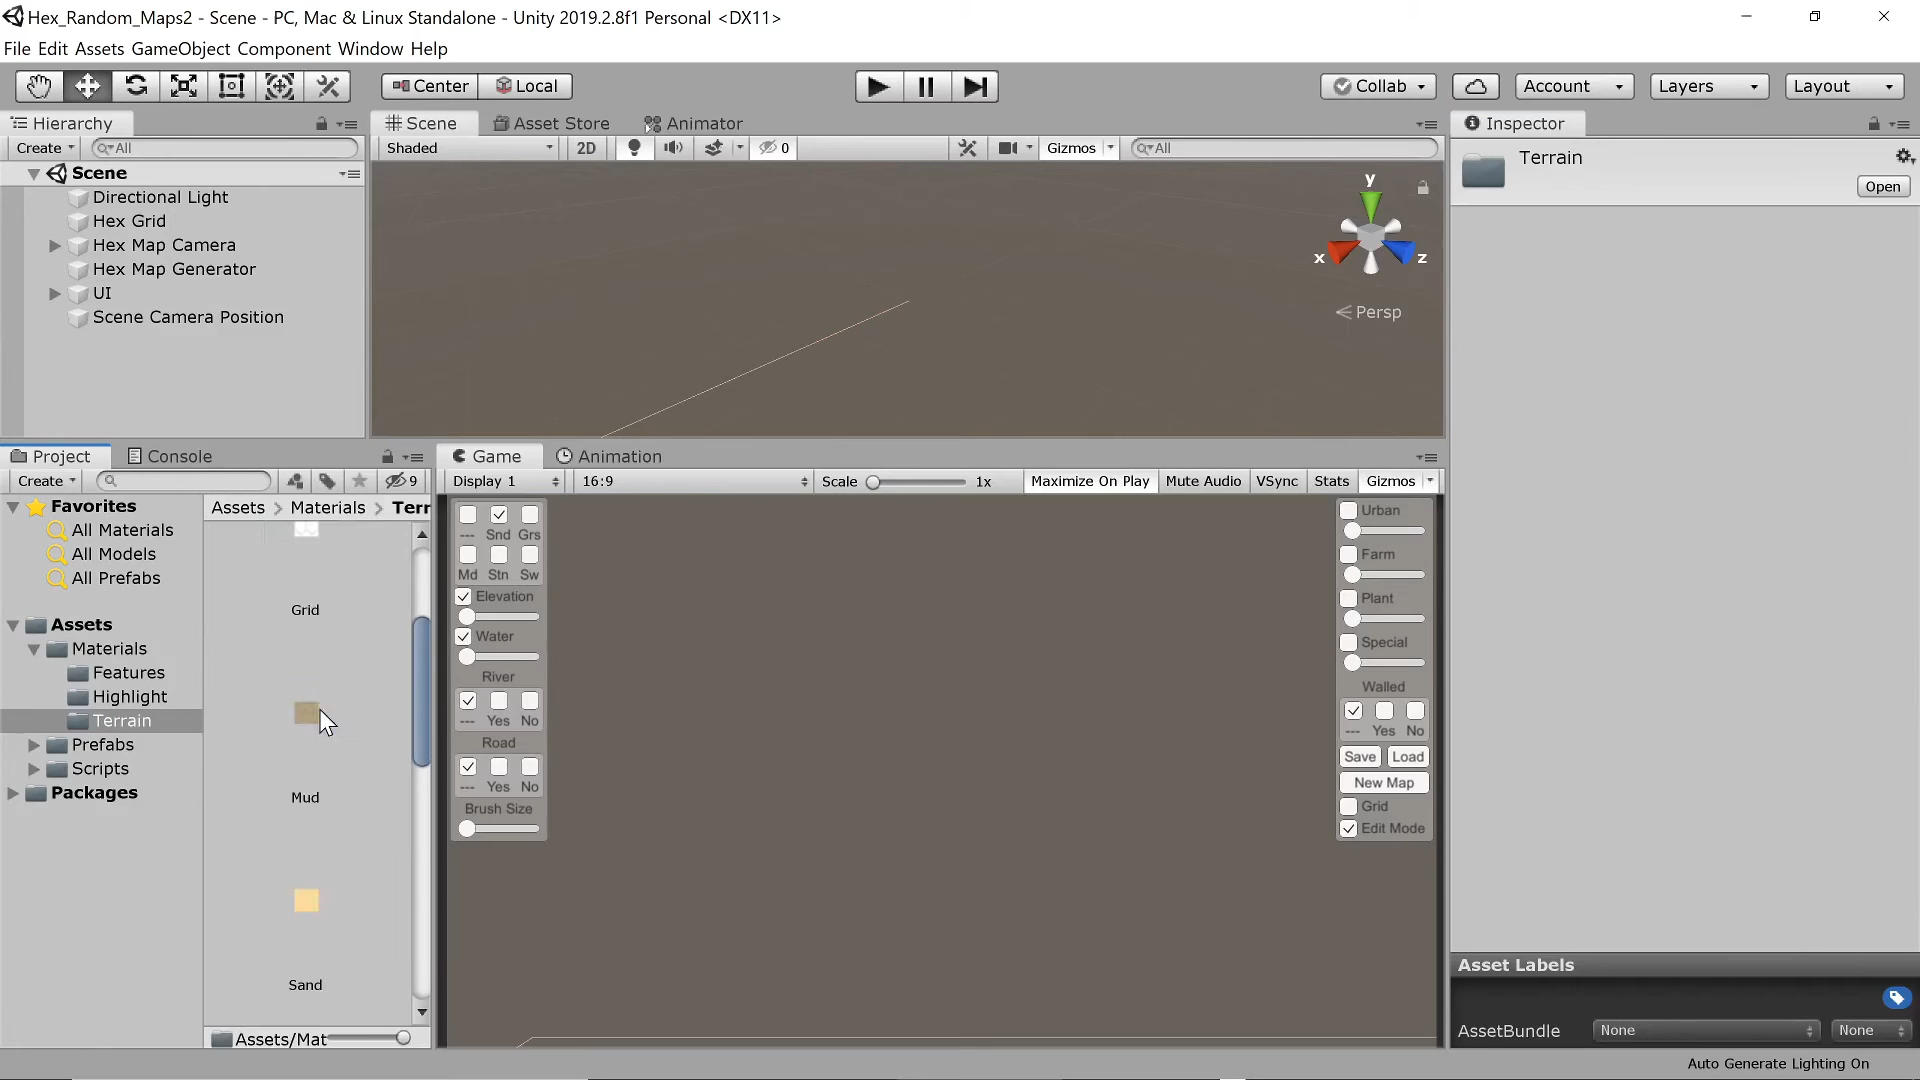 Hex_Random_Maps2 - Scene - PC, Mac & Linux Standalone - Unity 2019.2.8f1 Personal <DX11>
File Edit Assets GameObject Component Window Help
Center Local Collab Account Layers Layout
Hierarchy
Create All
Scene
Directional Light
Hex Grid
Hex Map Camera
Hex Map Generator
UI
Scene Camera Position
Scene Asset Store Animator
Shaded 2D 0 Gizmos All
y
x z
Persp
Inspector
Terrain
Open
Project Console
Create 9
Favorites
All Materials
All Models
All Prefabs
Assets
Materials
Features
Highlight
Terrain
Prefabs
Scripts
Packages
Assets > Materials > Terr
Grid
Mud
Sand
Assets/Mat
Game Animation
Display 1 16:9 Scale 1x Maximize On Play Mute Audio VSync Stats Gizmos
--- Snd Grs
Md Stn Sw
Elevation
Water
River
--- Yes No
Road
--- Yes No
Brush Size
Urban
Farm
Plant
Special
Walled
--- Yes No
Save Load
New Map
Grid
Edit Mode
Asset Labels
AssetBundle None None
Auto Generate Lighting On